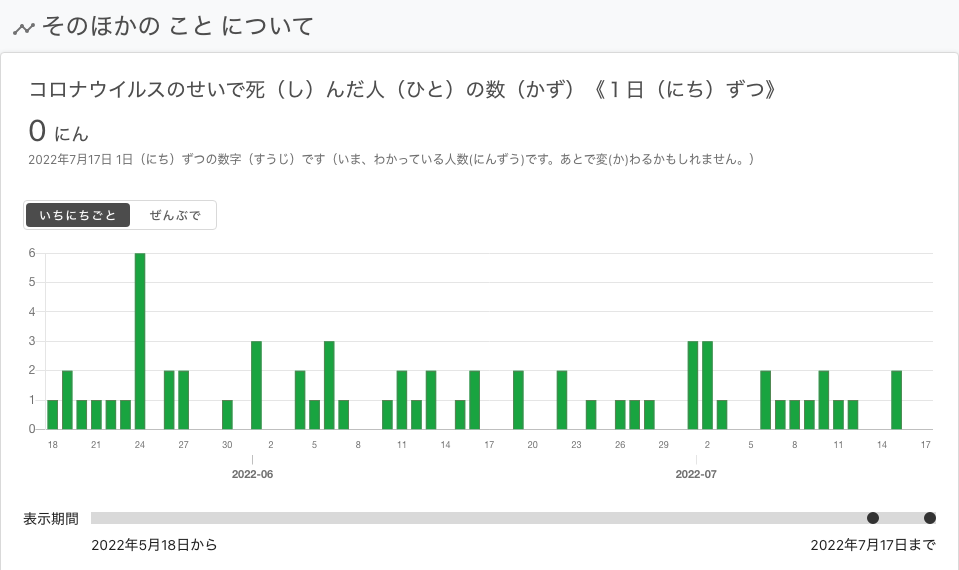 そのほかの こと について
コロナウイルスのせいで死（し）んだ人（ひと）の数（かず）《１日（にち）ずつ》
0 にん
2022年7月17日 1日（にち）ずつの数字（すうじ）です（いま、わかっている人数(にんずう)です。あとで変(か)わるかもしれません。）
いちにちごと ぜんぶで
6
5
4
3
2
1
0
18 21 24 27 30 2 5 8 11 14 17 20 23 26 29 2 5 8 11 14 17
2022-06 2022-07
表示期間
2022年5月18日から 2022年7月17日まで